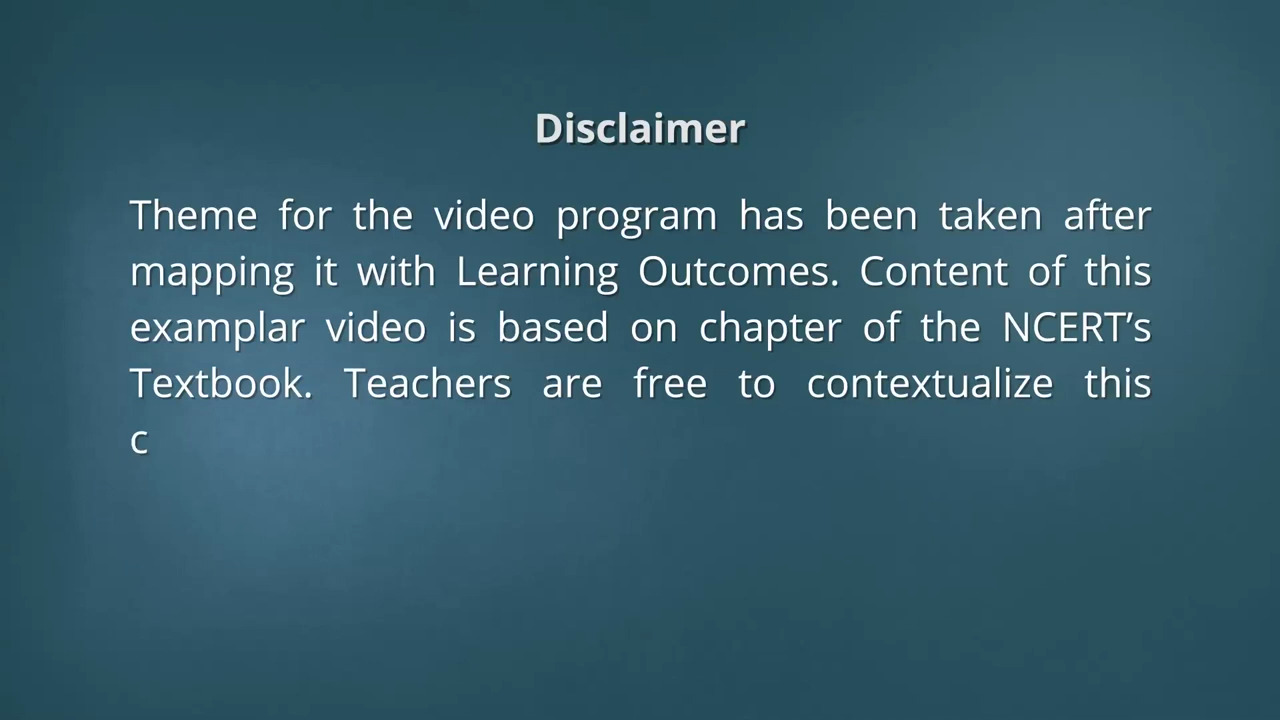 Disclaimer
Theme for the video program has been taken after
mapping it with Learning Outcomes. Content of this
examplar video is based on chapter of the NCERT’s
Textbook. Teachers are free to contextualize this
c